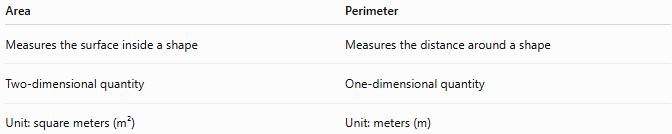 Area Perimeter
Measures the surface inside a shape Measures the distance around a shape
Two-dimensional quantity One-dimensional quantity
Unit: square meters (m²) Unit: meters (m)